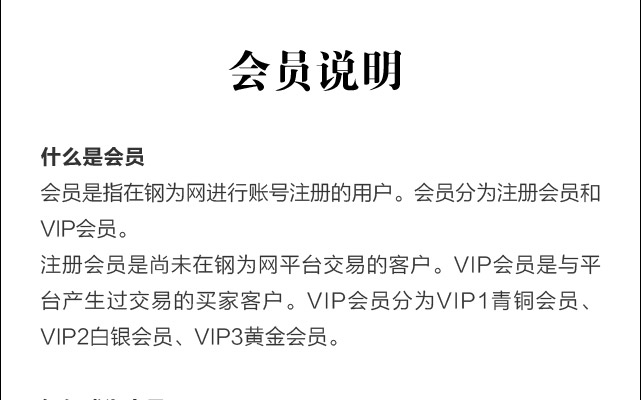 会员说明
什么是会员
会员是指在钢为网进行账号注册的用户。会员分为注册会员和
VIP会员。
注册会员是尚未在钢为网平台交易的客户。VIP会员是与平
台产生过交易的买家客户。VIP会员分为VIP1青铜会员、
VIP2白银会员、VIP3黄金会员。